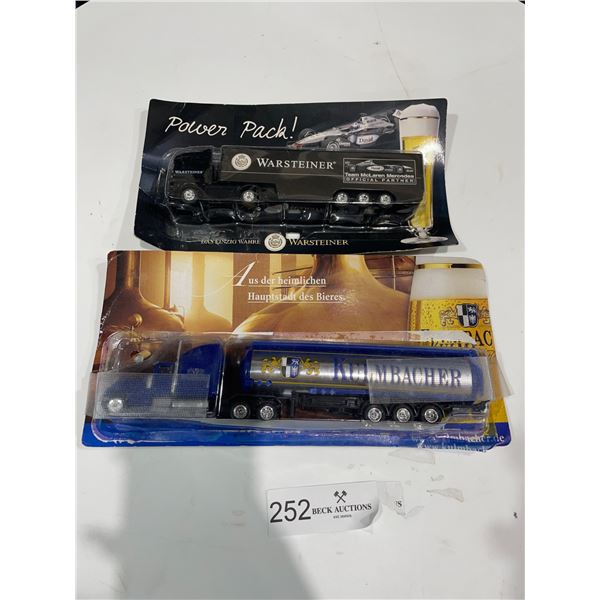 Power Pack!
David
WARSTEINER
WARSTEINER
Team McLaren Mercedes
OFFICIAL PARTNER
DAS EINZIG WAHRE WARSTEINER
Aus der heimlichen
Hauptstadt des Bieres.
KULMBACHER
252 BECK AUCTIONS